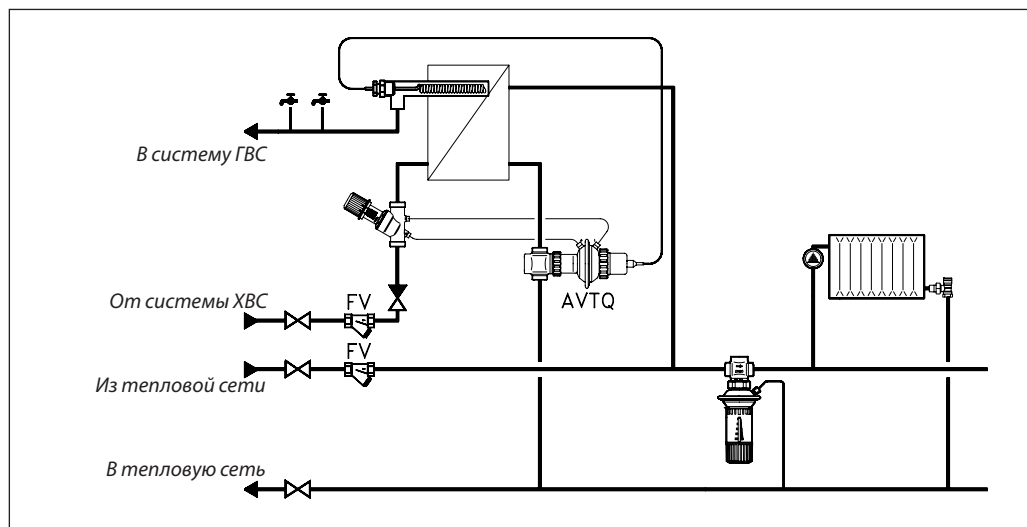 В систему ГВС
AVTQ
От системы ХВС
FV
FV
Из тепловой сети
В тепловую сеть